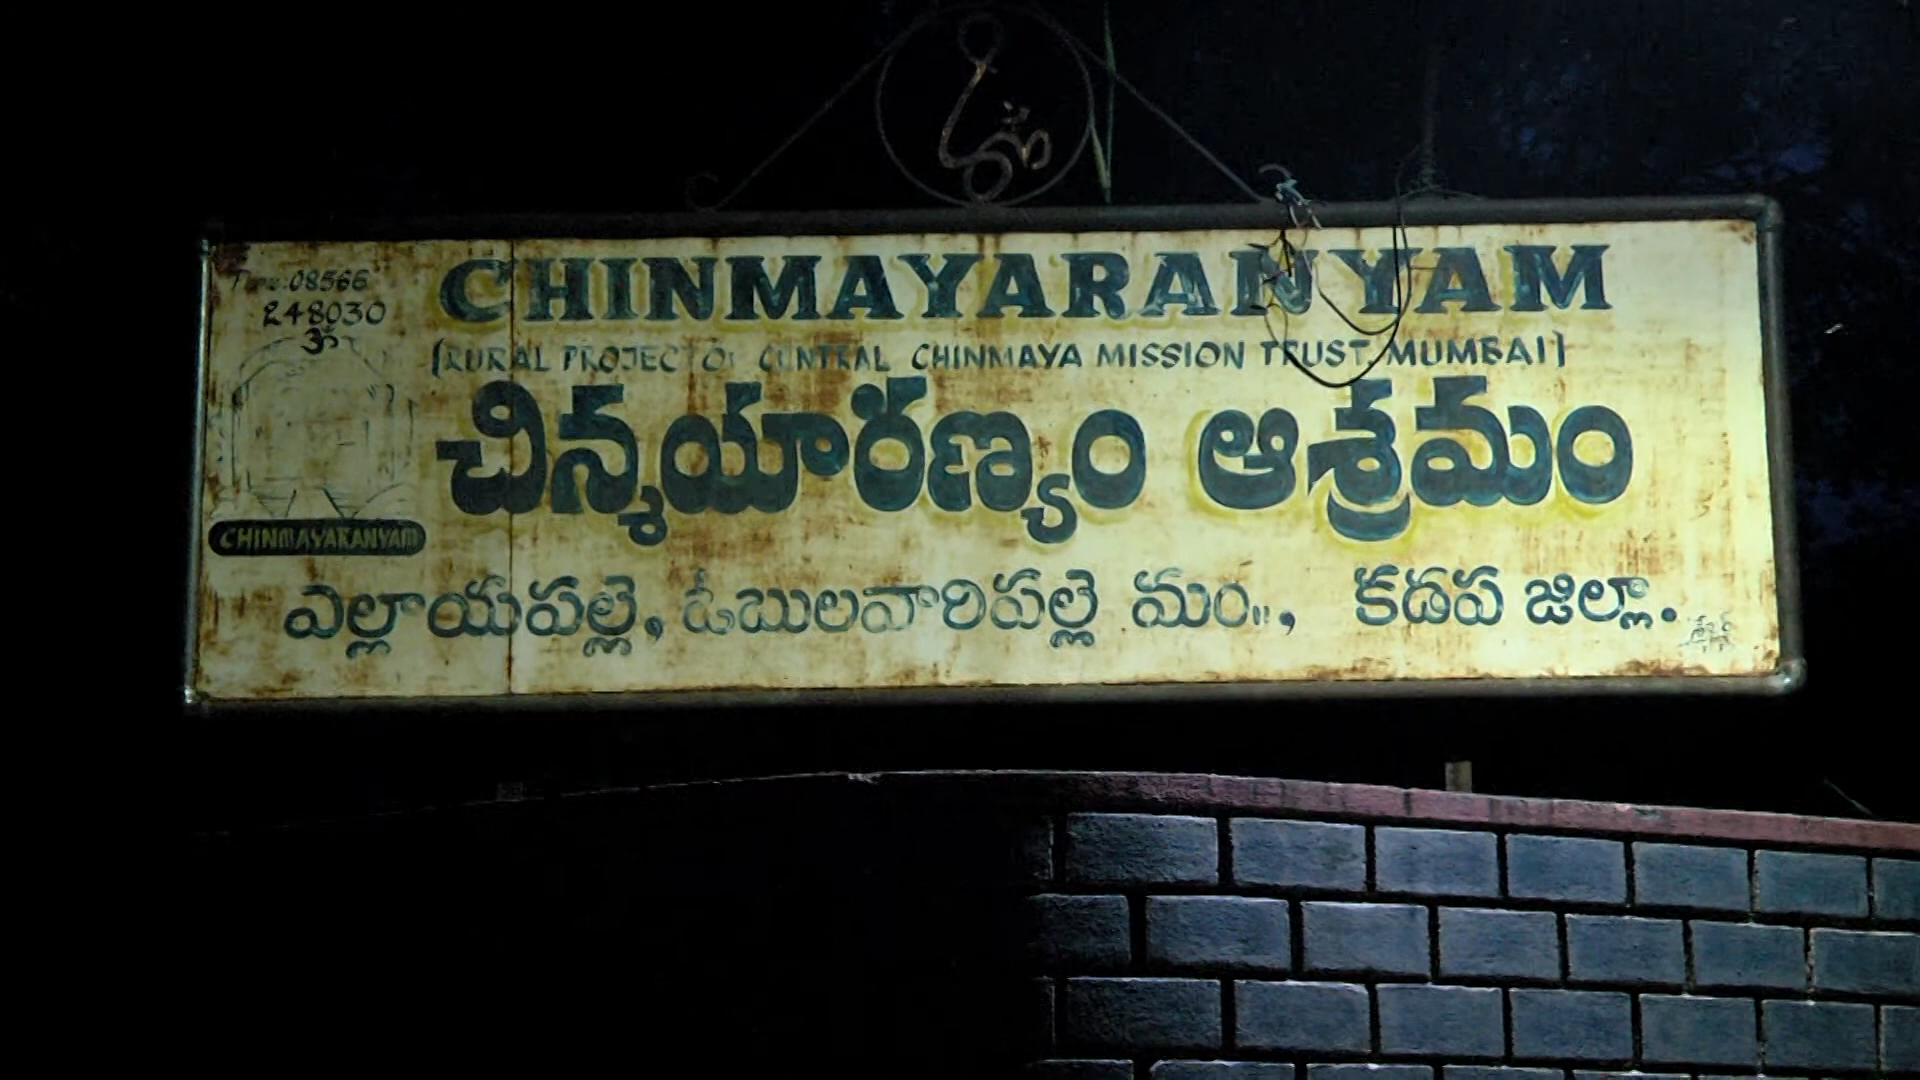 08566
248030
ॐ
CHINMAYARANYAM
(RURAL PROJECT OF CENTRAL CHINMAYA MISSION TRUST, MUMBAI)
చిన్మయారణ్యం ఆశ్రమం
CHINMAYARANYAM
ఎల్లాయపల్లె, ఓబులవారిపల్లె మం॥, కడప జిల్లా.